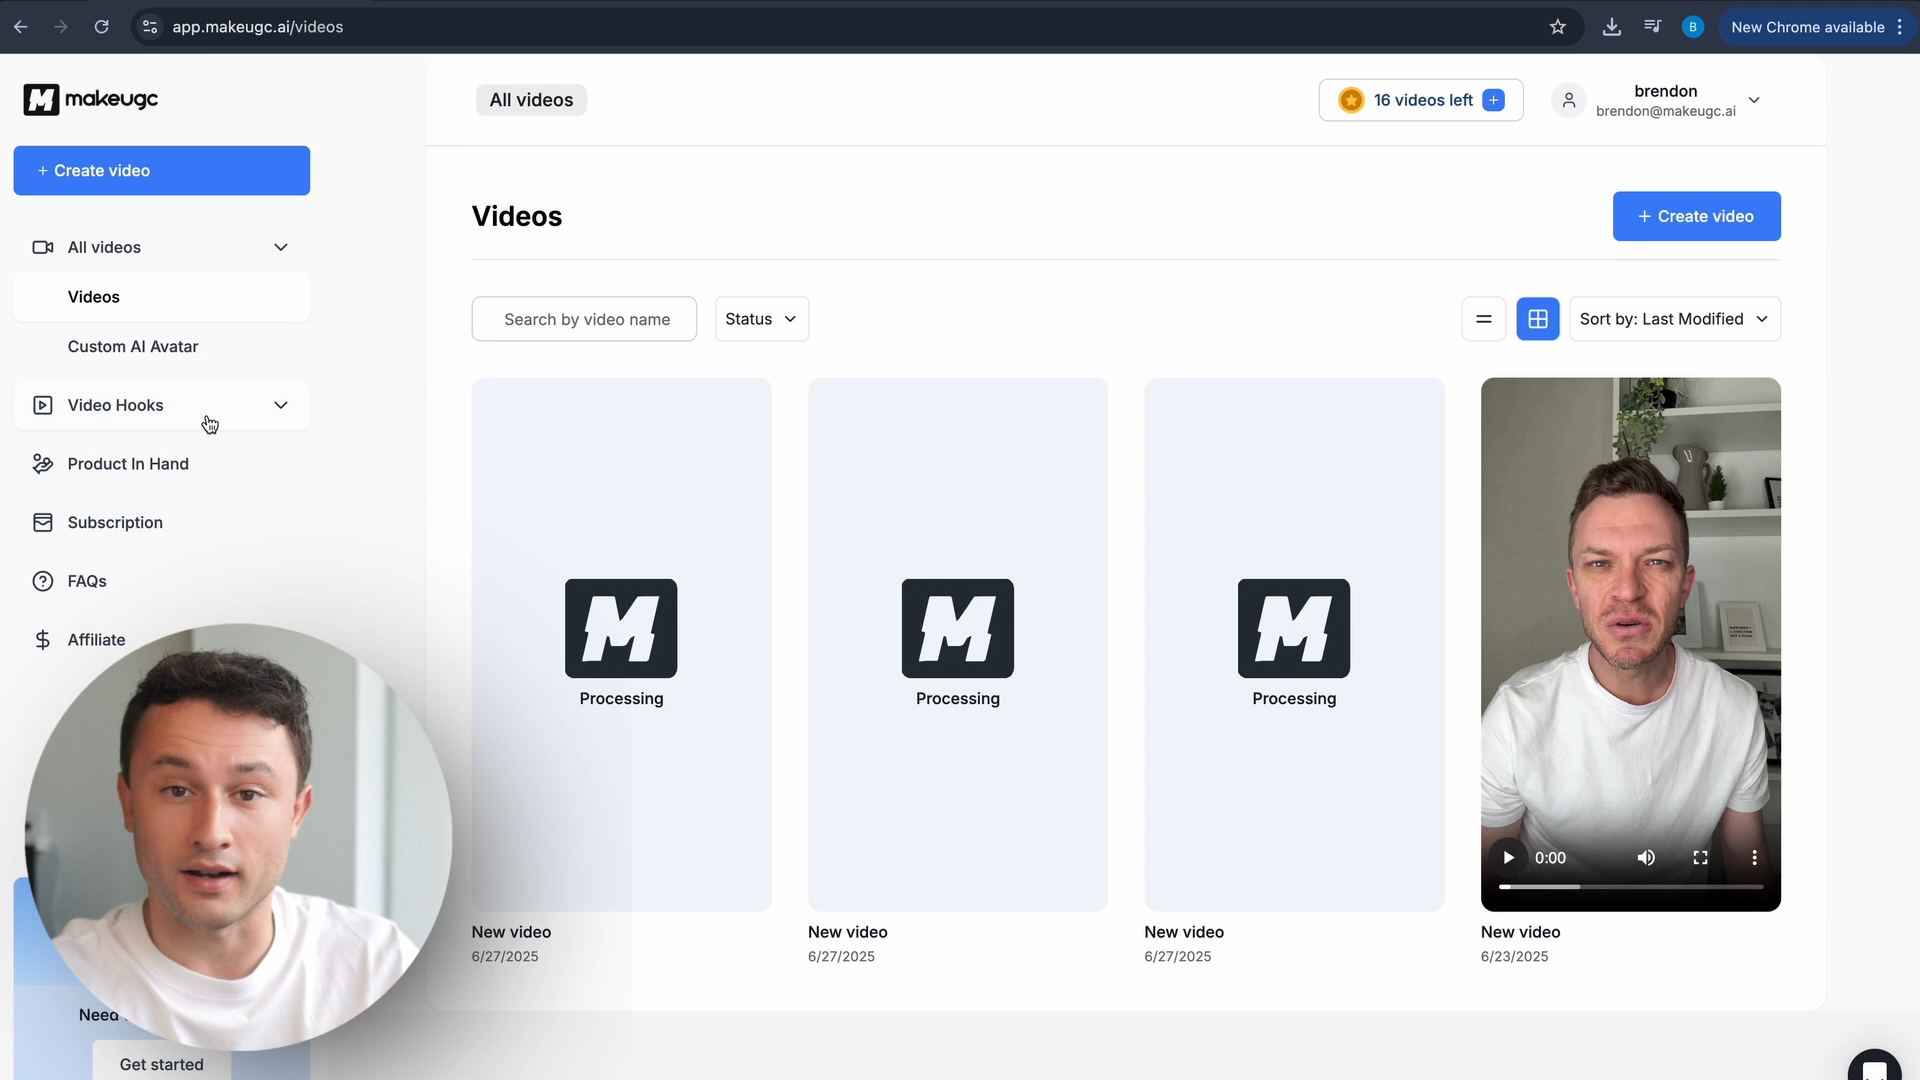 app.makeugc.ai/videos
B
New Chrome available
makeugc
All videos
16 videos left
brendon
brendon@makeugc.ai
+ Create video
Videos
+ Create video
All videos
Videos
Custom AI Avatar
Video Hooks
Product In Hand
Subscription
FAQs
Affiliate
Search by video name
Status
Sort by: Last Modified
Processing
Processing
Processing
0:00
New video
New video
New video
New video
6/27/2025
6/27/2025
6/27/2025
6/23/2025
Need
Get started